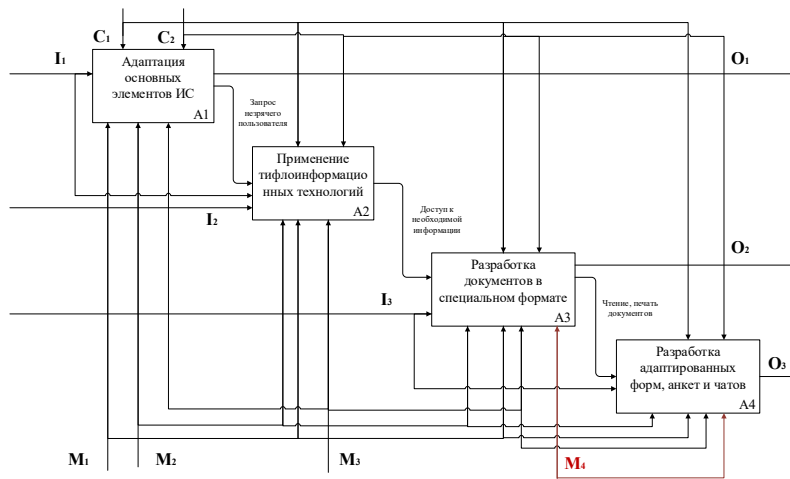 C1
C2
I1
Адаптация
основных
элементов ИС
A1
O1
Запрос
незрячего
пользователя
Применение
тифлоинформацио
нных технологий
A2
I2
Доступ к
необходимой
информации
O2
Разработка
документов в
специальном формате
A3
I3
Чтение, печать
документов
Разработка
адаптированных
форм, анкет и чатов
A4
O3
M1
M2
M3
M4